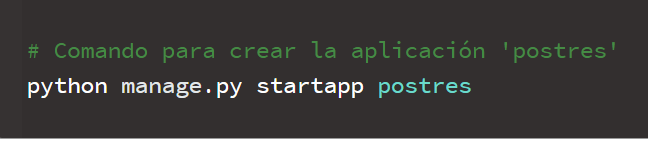 # Comando para crear la aplicación 'postres'
python manage.py startapp postres